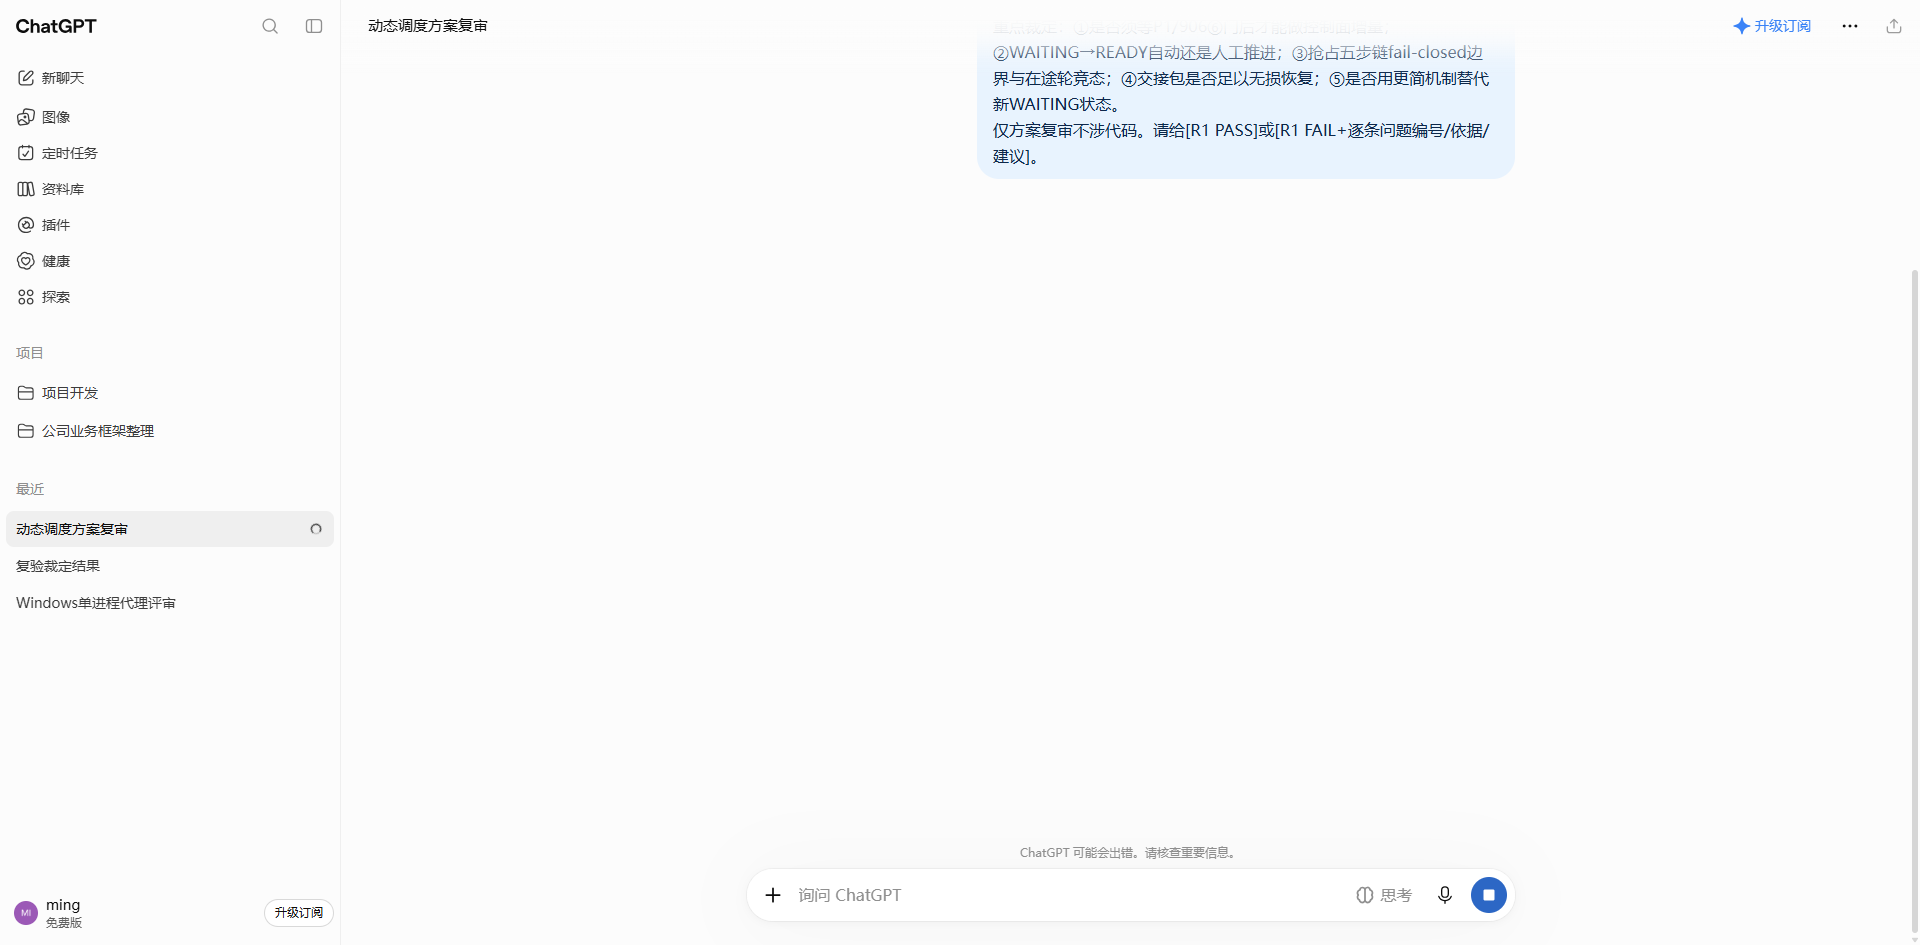 ChatGPT
新聊天
图像
定时任务
资料库
插件
健康
探索
项目
项目开发
公司业务框架整理
最近
动态调度方案复审
复验裁定结果
Windows单进程代理评审
MI
ming
免费版
升级订阅
动态调度方案复审
升级订阅
②WAITING→READY自动还是人工推进；③抢占五步链fail-closed边
界与在途轮竞态；④交接包是否足以无损恢复；⑤是否用更简机制替代
新WAITING状态。
仅方案复审不涉代码。请给[R1 PASS]或[R1 FAIL+逐条问题编号/依据/
建议]。
ChatGPT 可能会出错。请核查重要信息。
询问 ChatGPT
思考